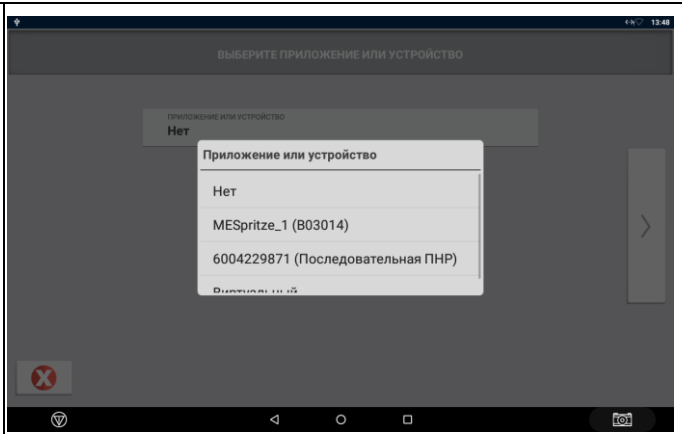 13:48
ВЫБЕРИТЕ ПРИЛОЖЕНИЕ ИЛИ УСТРОЙСТВО
ПРИЛОЖЕНИЕ ИЛИ УСТРОЙСТВО
Нет
Приложение или устройство
Нет
MESpritze_1 (B03014)
6004229871 (Последовательная ПНР)
Виртуальный